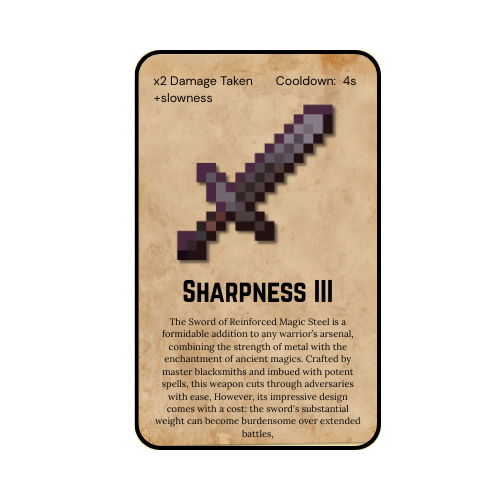 x2 Damage Taken Cooldown: 4s
+slowness
Sharpness III
The Sword of Reinforced Magic Steel is a
formidable addition to any warrior's arsenal,
combining the strength of metal with the
enchantment of ancient magics. Crafted by
master blacksmiths and imbued with potent
spells, this weapon cuts through adversaries
with ease, However, its impressive design
comes with a cost: the sword's substantial
weight can become burdensome over extended
battles,